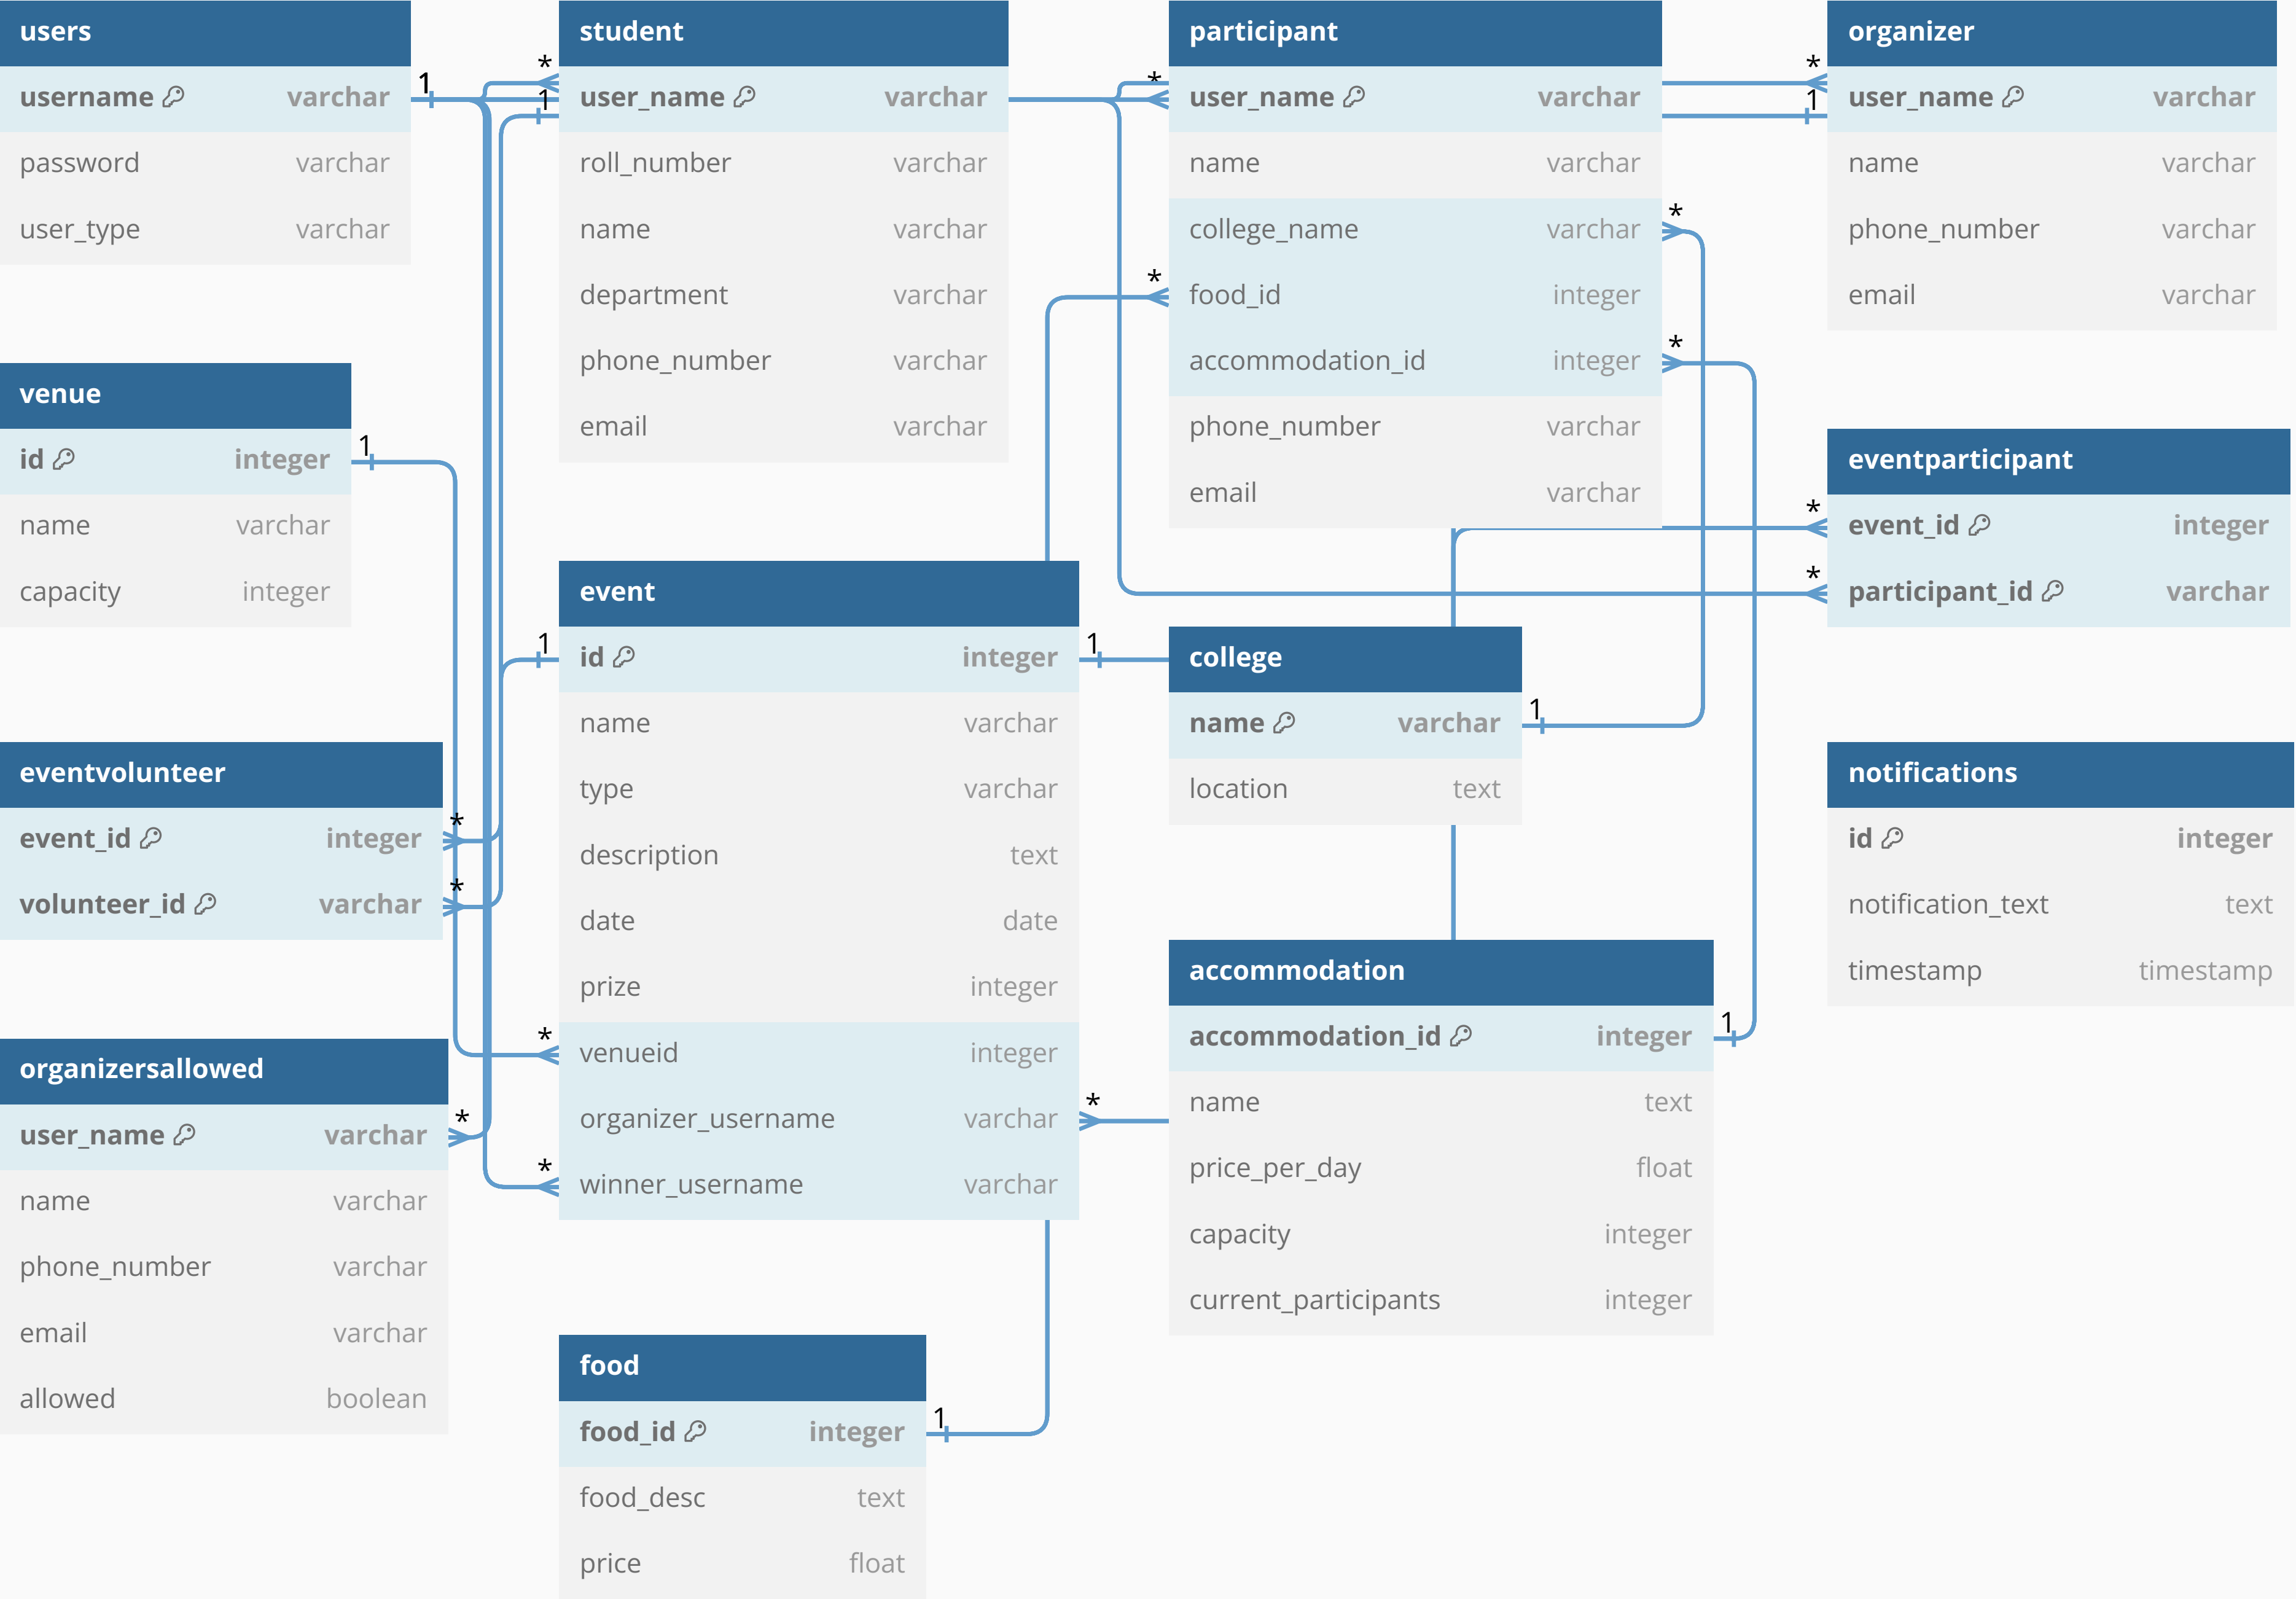 users
username varchar
password varchar
user_type varchar
student
user_name varchar
roll_number varchar
name varchar
department varchar
phone_number varchar
email varchar
participant
user_name varchar
name varchar
college_name varchar
food_id integer
accommodation_id integer
phone_number varchar
email varchar
organizer
user_name varchar
name varchar
phone_number varchar
email varchar
venue
id integer
name varchar
capacity integer
eventparticipant
event_id integer
participant_id varchar
event
id integer
name varchar
type varchar
description text
date date
prize integer
venueid integer
organizer_username varchar
winner_username varchar
college
name varchar
location text
eventvolunteer
event_id integer
volunteer_id varchar
notifications
id integer
notification_text text
timestamp timestamp
accommodation
accommodation_id integer
name text
price_per_day float
capacity integer
current_participants integer
organizersallowed
user_name varchar
name varchar
phone_number varchar
email varchar
allowed boolean
food
food_id integer
food_desc text
price float
1
*
1
*
*
1
*
*
*
1
*
*
1
1
1
*
*
*
*
*
*
1
1